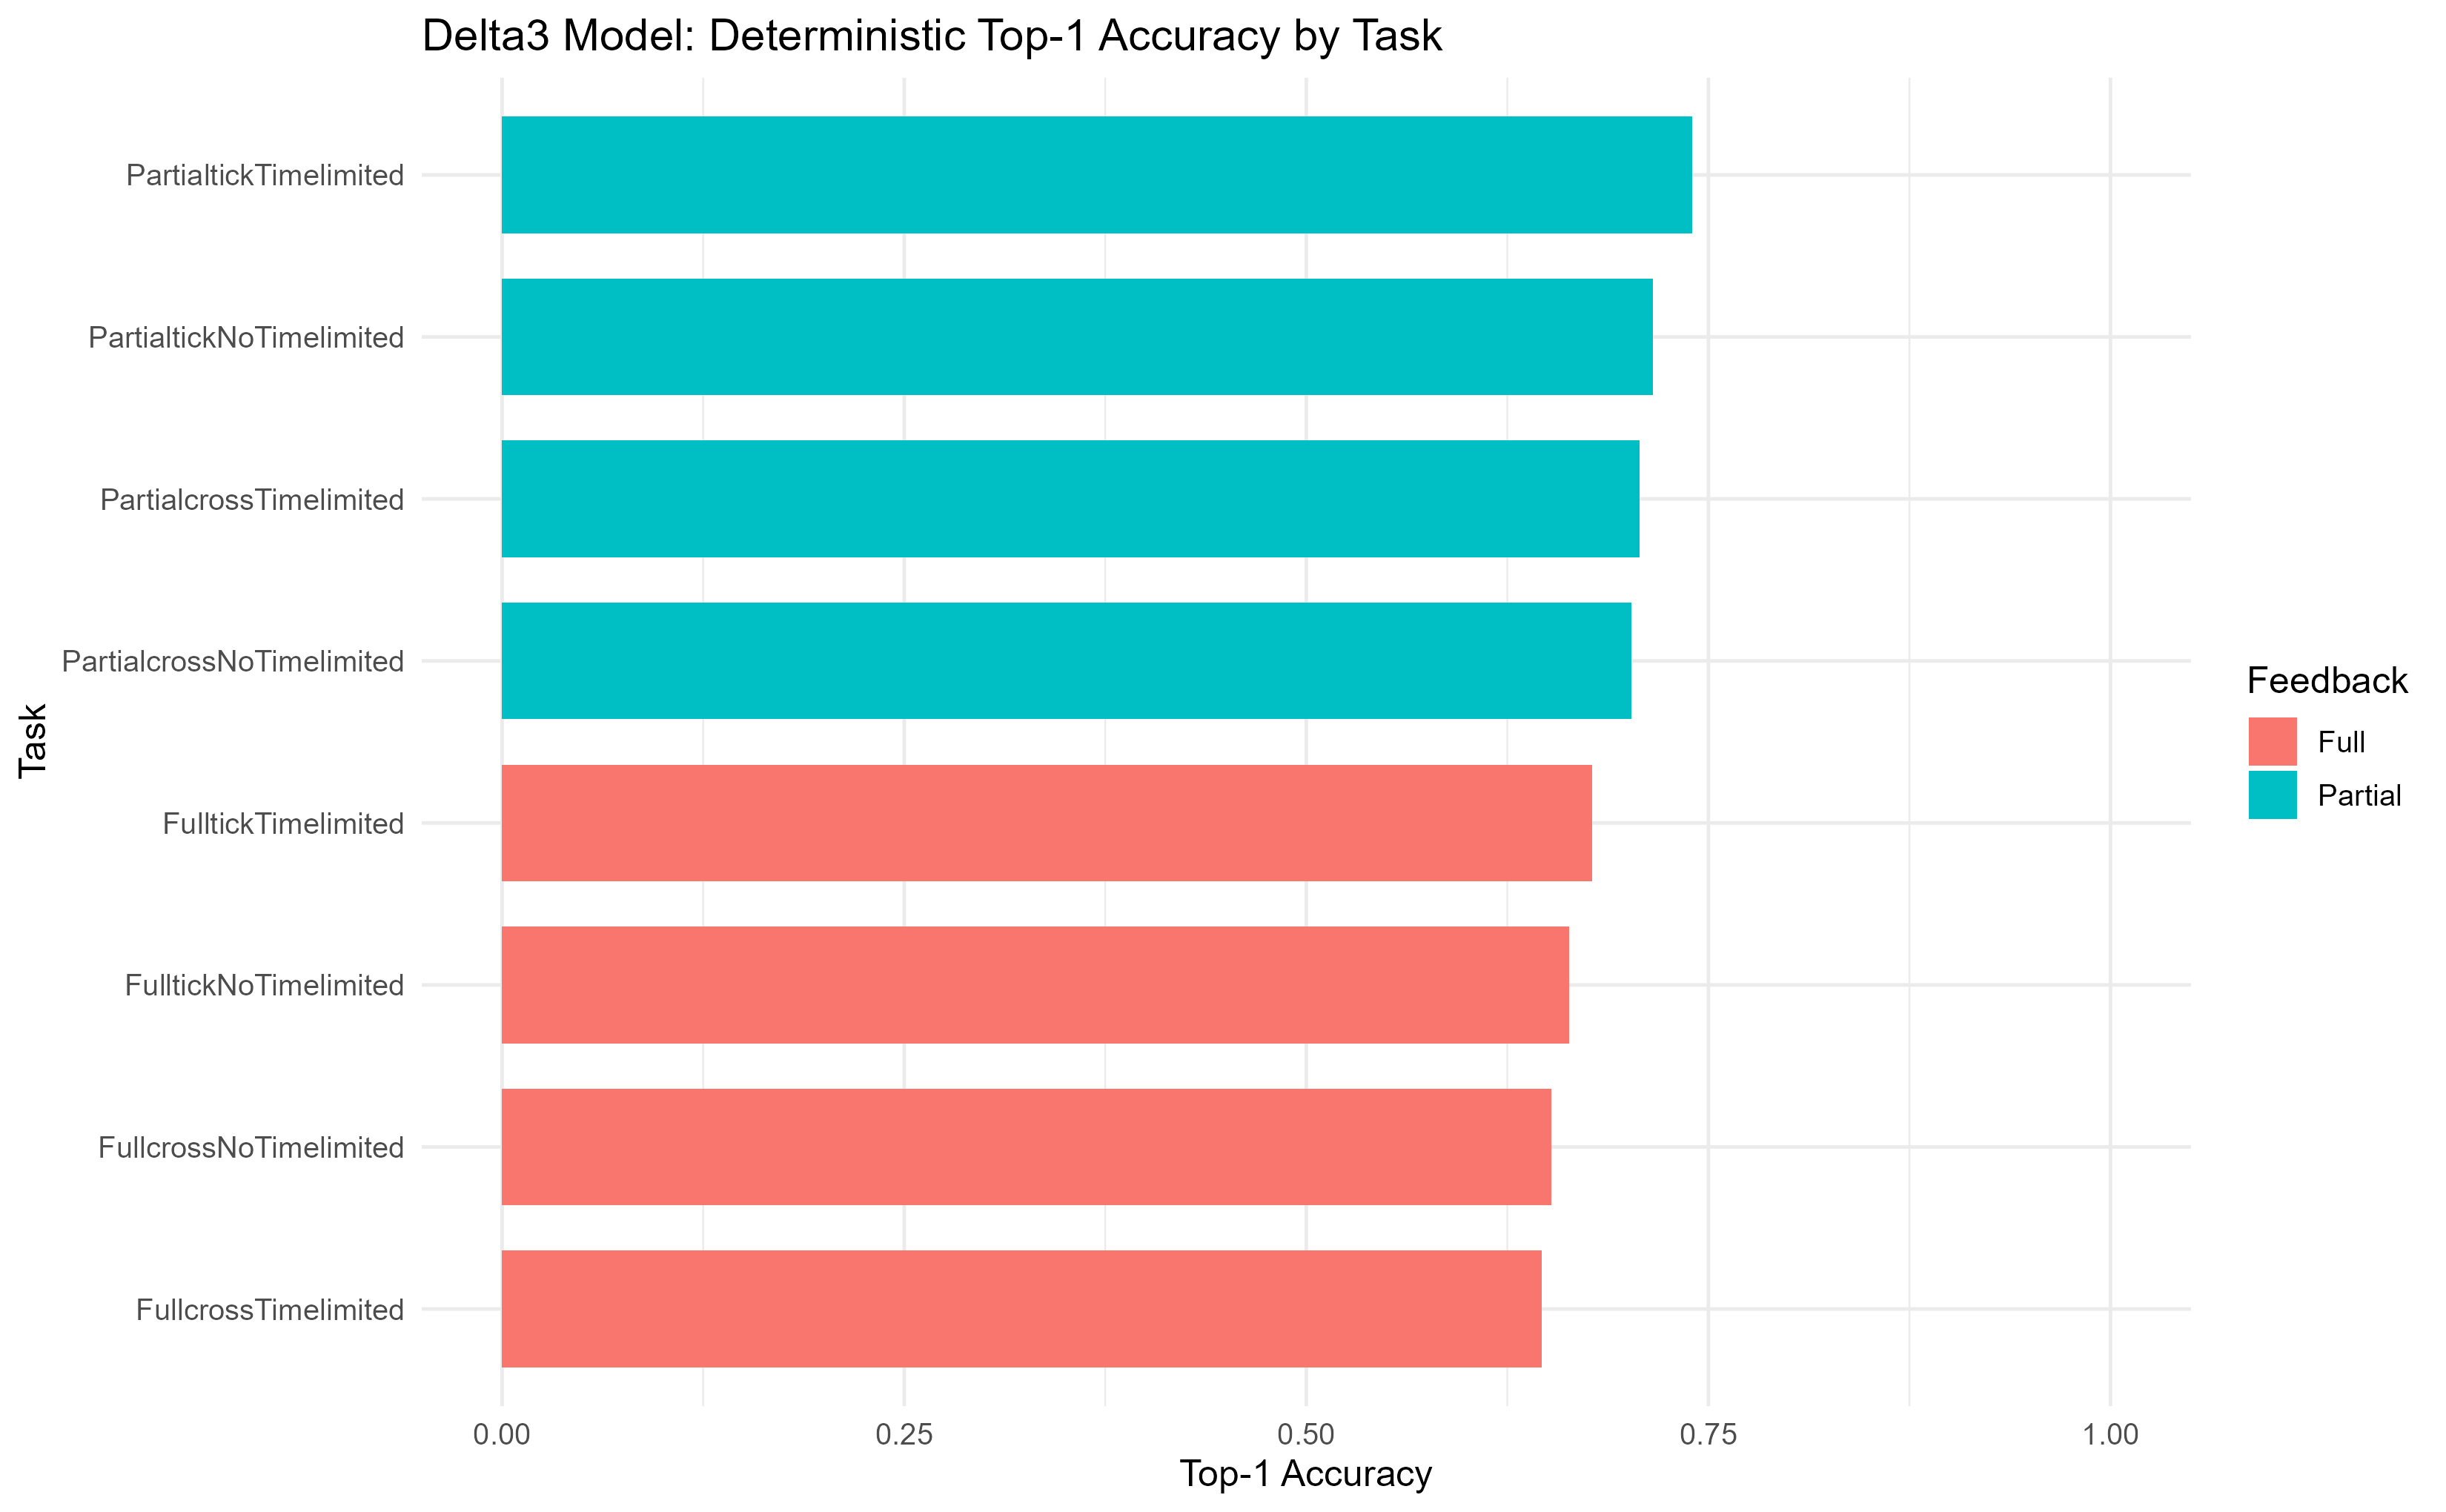 Delta3 Model: Deterministic Top-1 Accuracy by Task
PartialtickTimelimited
PartialtickNoTimelimited
PartialcrossTimelimited
PartialcrossNoTimelimited
FulltickTimelimited
FulltickNoTimelimited
FullcrossNoTimelimited
FullcrossTimelimited
Task
0.00 0.25 0.50 0.75 1.00
Top-1 Accuracy
Feedback
Full
Partial